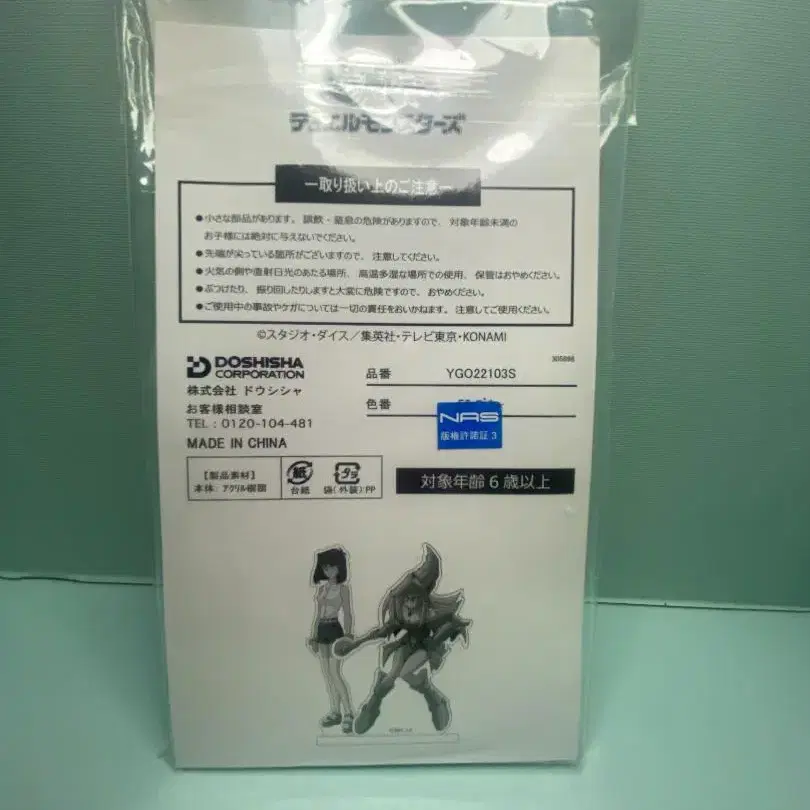 デュエルモンスターズ
ー取り扱い上のご注意ー
●小さな部品があります。誤飲・窒息の危険がありますので、対象年齢未満の
お子様には絶対に与えないでください。
●先端が尖っている箇所がございますので、注意してください。
●火気の側や直射日光のあたる場所、高温多湿な場所での使用、保管はおやめください。
●ぶつけたり、振り回したりしますと大変に危険ですので、おやめください。
●ご使用中の事故やケガについては一切の責任をおいかねます。注意してご使用ください。
©スタジオ・ダイス／集英社・テレビ東京・KONAMI
305898
DOSHISHA
CORPORATION
株式会社 ドウシシャ
お客様相談室
TEL：0120-104-481
MADE IN CHINA
品番 YGO22103S
色番
NAS
版権許諾証 3
【製品素材】
本体：アクリル樹脂
紙
台紙
プラ
袋(外装):PP
対象年齢 6 歳以上